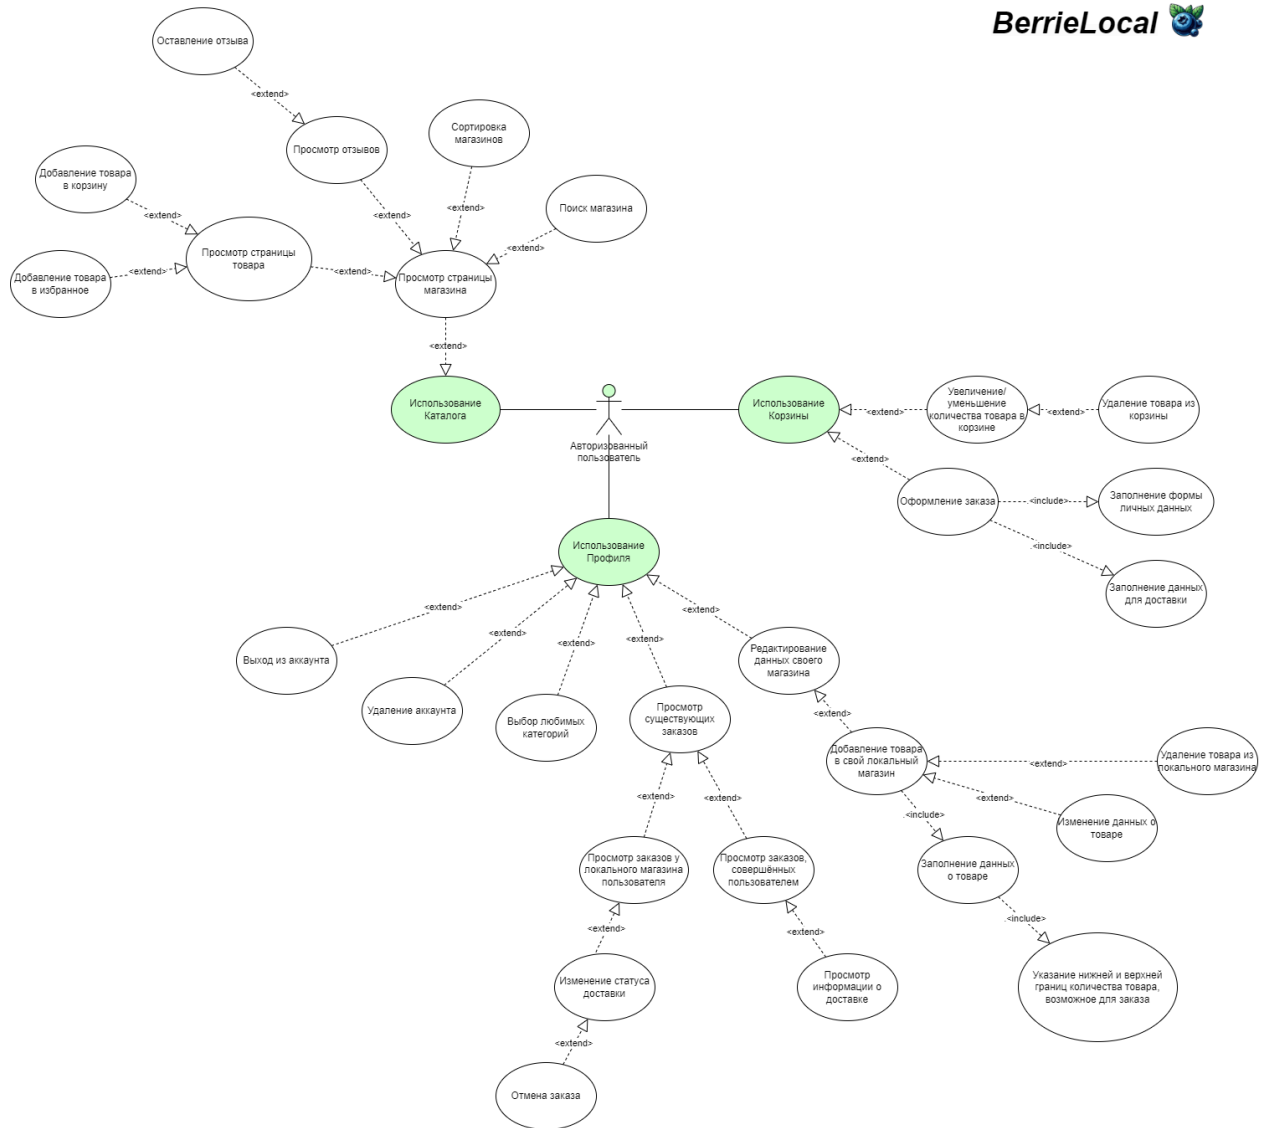 BerrieLocal
Оставление отзыва
<extend>
Просмотр отзывов
Сортировка
магазинов
Добавление товара
в корзину
<extend>
Поиск магазина
<extend>
<extend>
<extend>
Просмотр страницы
товара
Добавление товара
в избранное
<extend>
<extend>
Просмотр страницы
магазина
<extend>
Использование
Каталога
Авторизованный
пользователь
Использование
Корзины
<extend>
Увеличение/
уменьшение
количества товара в
корзине
<extend>
Удаление товара из
корзины
<extend>
Оформление заказа
<include>
Заполнение формы
личных данных
<include>
Заполнение данных
для доставки
Использование
Профиля
<extend>
<extend>
<extend>
<extend>
<extend>
Выход из аккаунта
Удаление аккаунта
Выбор любимых
категорий
Просмотр
существующих
заказов
Редактирование
данных своего
магазина
<extend>
Добавление товара
в свой локальный
магазин
<extend>
Удаление товара из
локального магазина
<extend>
Изменение данных о
товаре
<include>
Заполнение данных
о товаре
<include>
Указание нижней и верхней
границ количества товара,
возможное для заказа
<extend>
<extend>
Просмотр заказов у
локального магазина
пользователя
Просмотр заказов,
совершённых
пользователем
<extend>
<extend>
Изменение статуса
доставки
Просмотр
информации о
доставке
<extend>
Отмена заказа